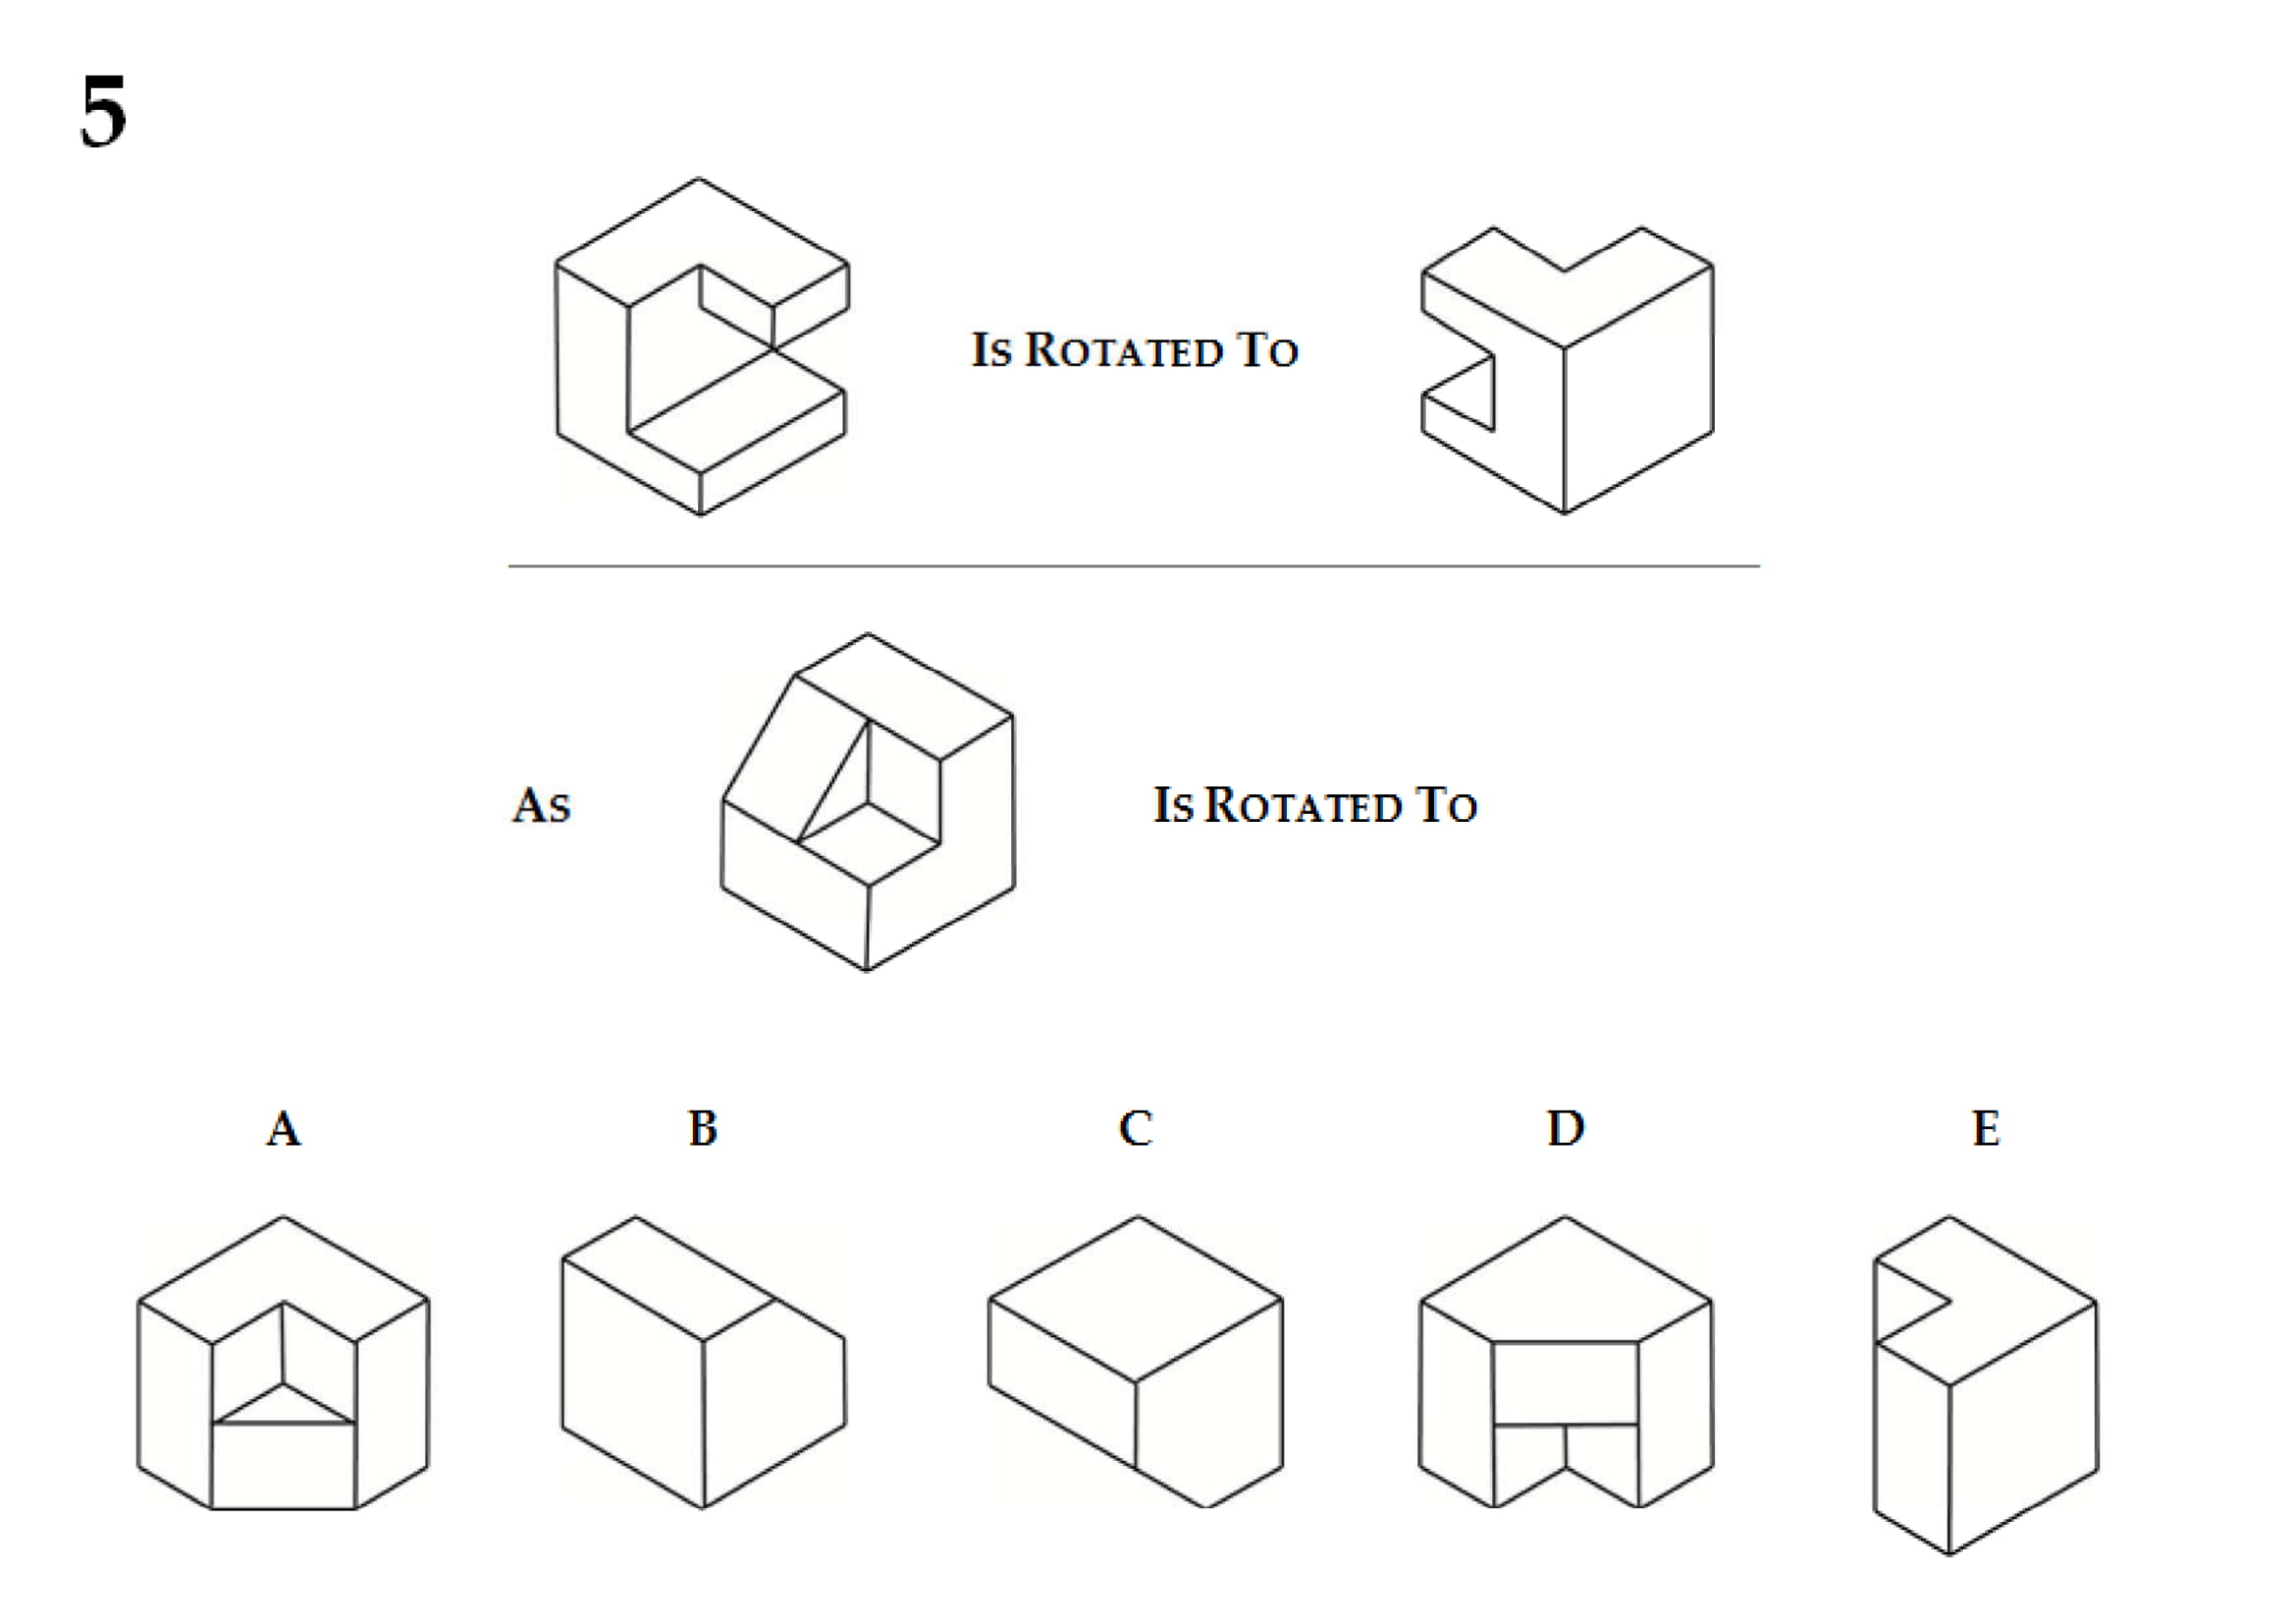 5
IS ROTATED TO
AS
IS ROTATED TO
A B C D E